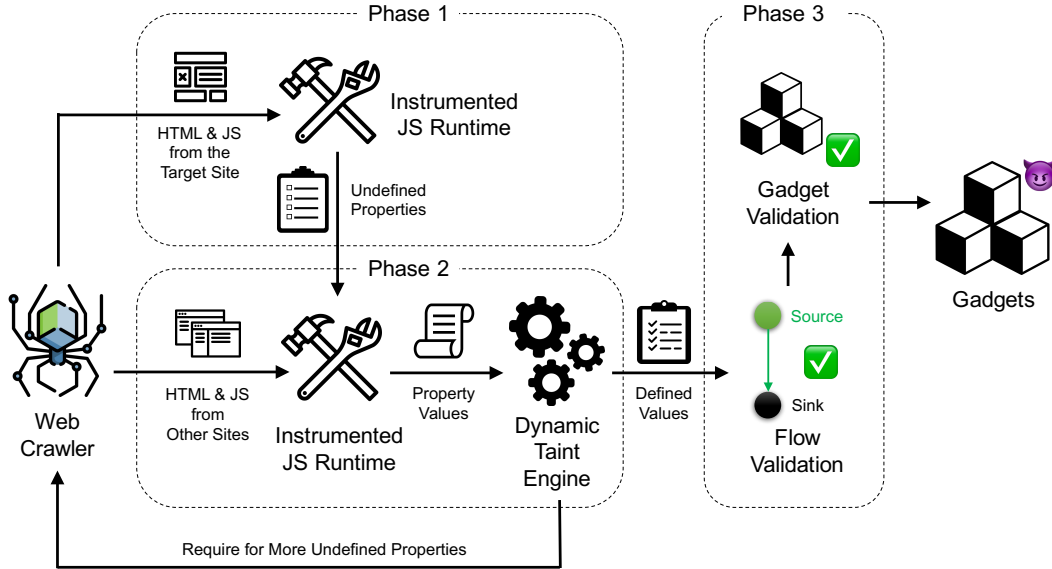 Phase 1
HTML & JS
from the
Target Site
Instrumented
JS Runtime
Undefined
Properties
Phase 2
Web
Crawler
HTML & JS
from
Other Sites
Instrumented
JS Runtime
Property
Values
Dynamic
Taint
Engine
Defined
Values
Require for More Undefined Properties
Phase 3
Gadget
Validation
Source
Sink
Flow
Validation
Gadgets